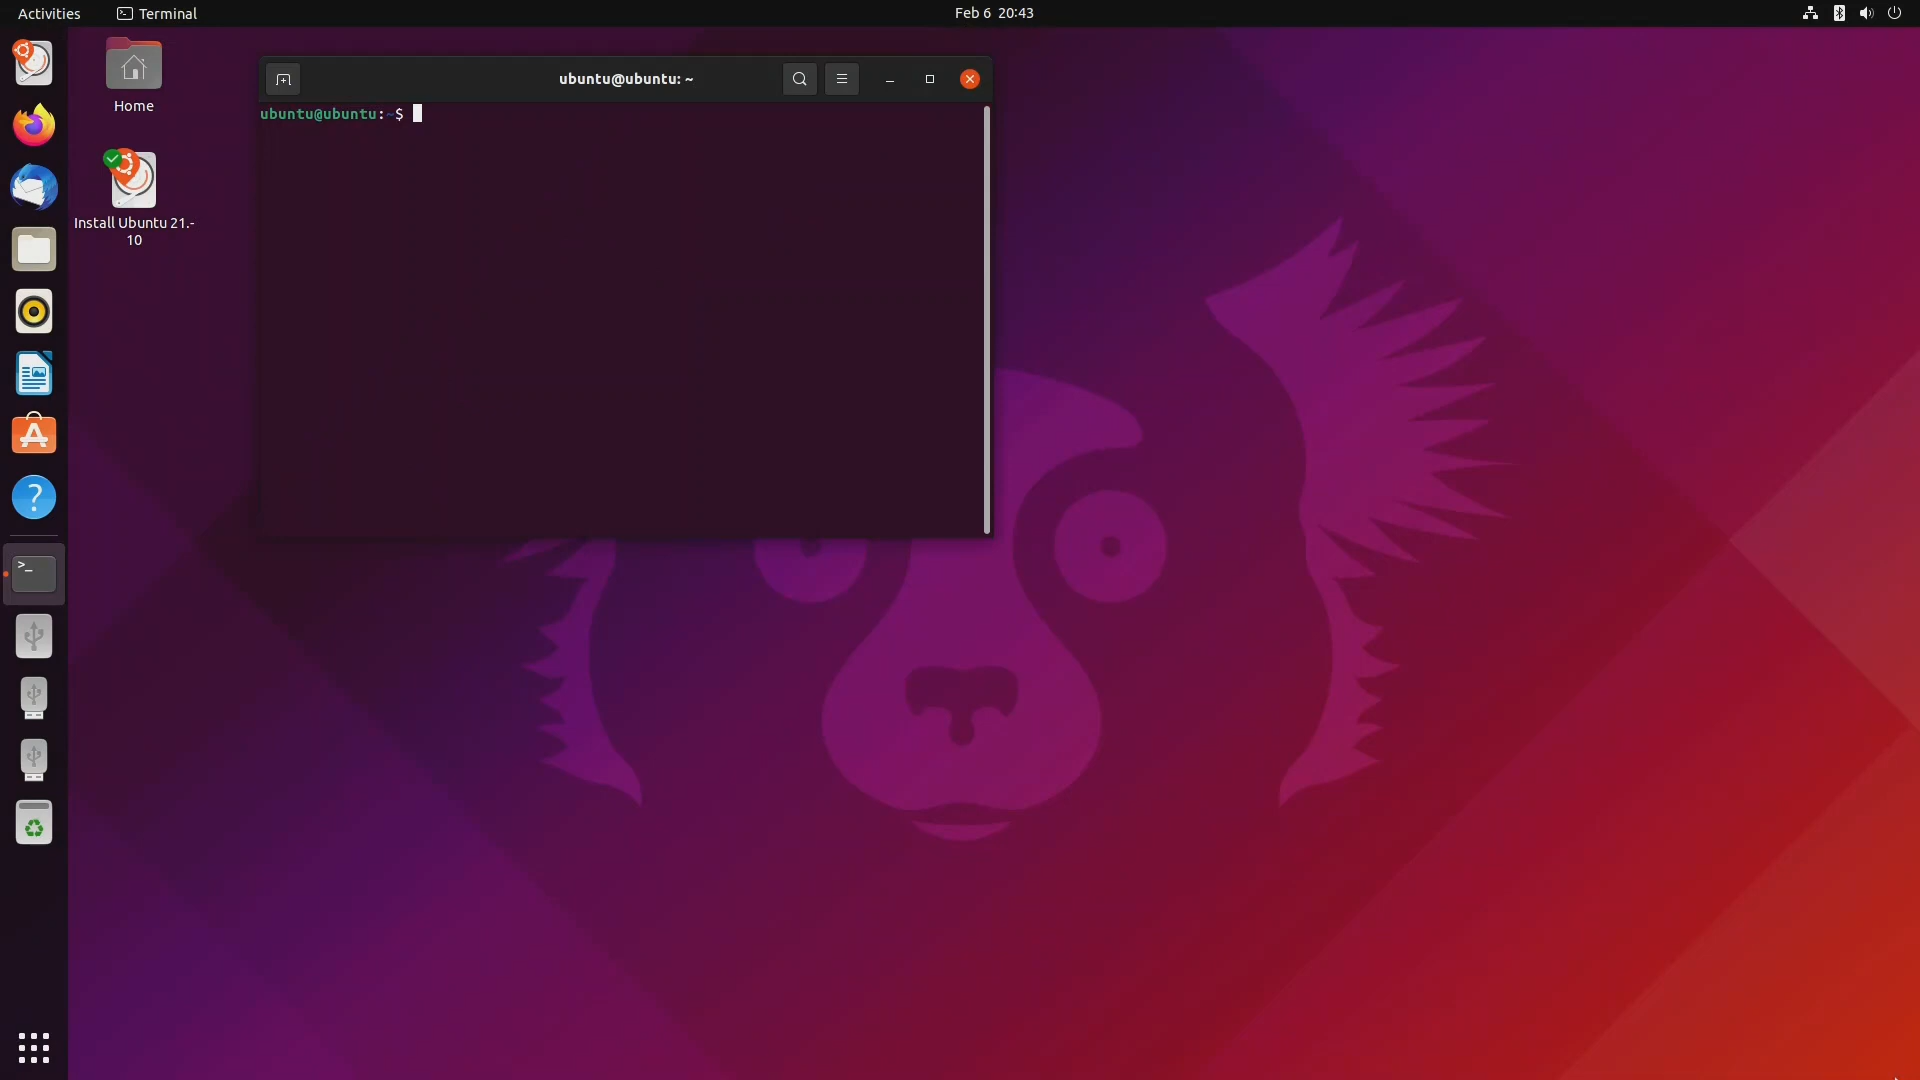 Activities
Terminal
Feb 6 20:43
Home
Install Ubuntu 21.-
10
ubuntu@ubuntu: ~
ubuntu@ubuntu:~$
>_
?